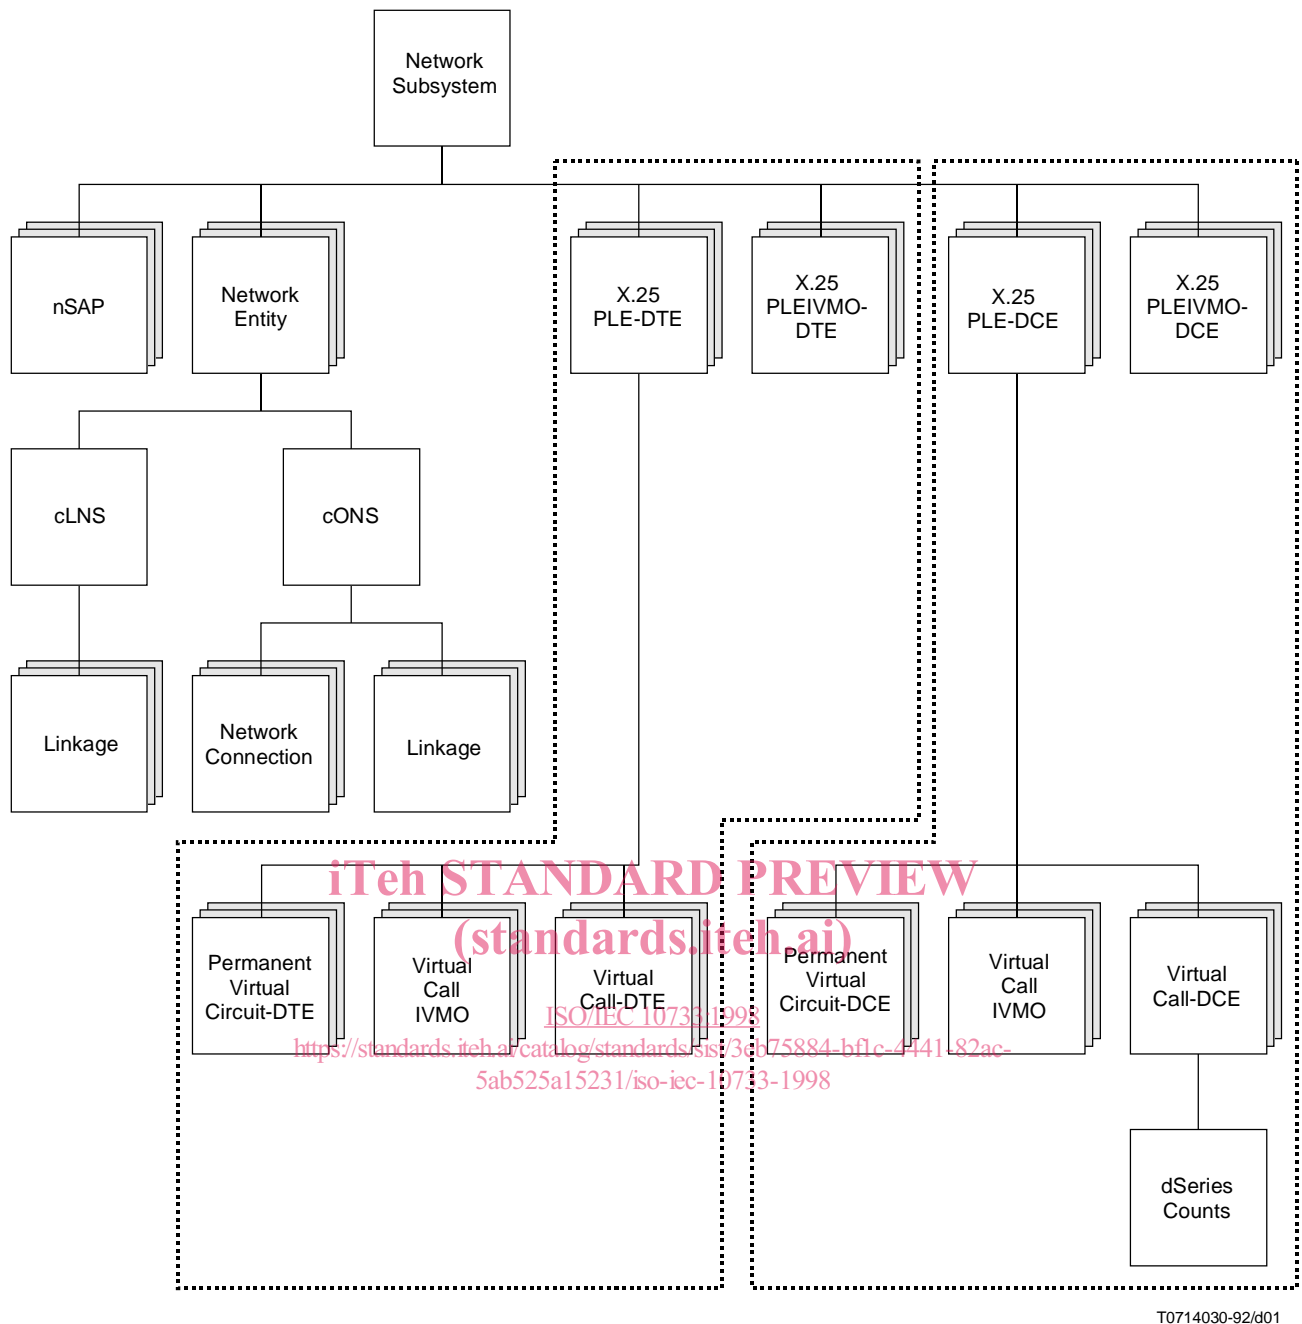 Network
Subsystem
nSAP
Network
Entity
X.25
PLE-DTE
X.25
PLEIVMO-
DTE
X.25
PLE-DCE
X.25
PLEIVMO-
DCE
cLNS
cONS
Linkage
Network
Connection
Linkage
iTeh STANDARD PREVIEW
(standards.iteh.ai)
Permanent
Virtual
Circuit-DTE
Virtual
Call
IVMO
Virtual
Call-DTE
Permanent
Virtual
Circuit-DCE
Virtual
Call
IVMO
Virtual
Call-DCE
ISO/IEC 10733:1998
https://standards.iteh.ai/catalog/standards/sist/3eb75884-bf1c-4441-82ac-
5ab525a15231/iso-iec-10733-1998
dSeries
Counts
T0714030-92/d01